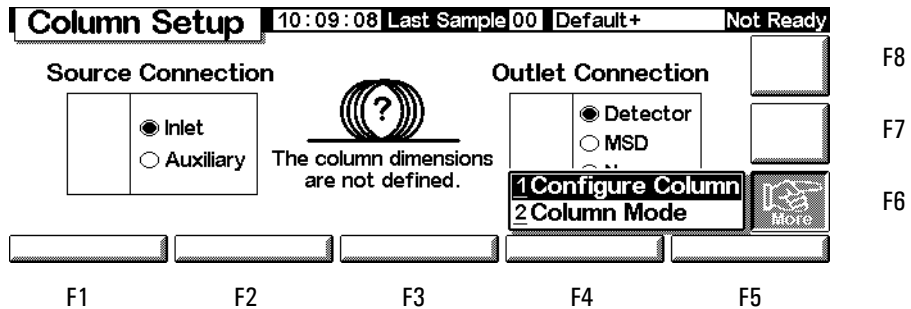 Column Setup 10:09:08 Last Sample 00 Default+ Not Ready
Source Connection
Inlet
Auxiliary
?
The column dimensions
are not defined.
Outlet Connection
Detector
MSD
1 Configure Column
2 Column Mode
More
F8
F7
F6
F1 F2 F3 F4 F5